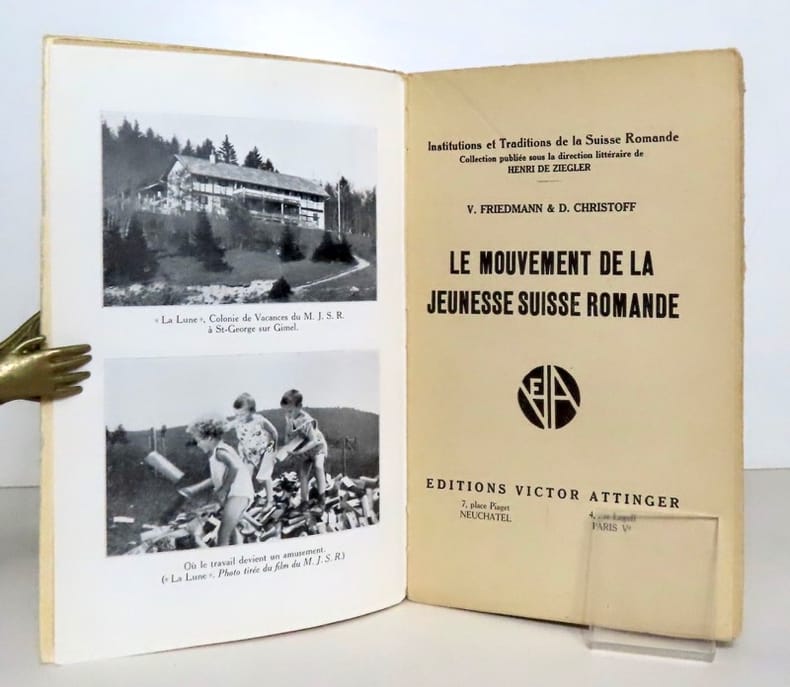 « La Lune », Colonie de Vacances du M. J. S. R.
à St-George sur Gimel.
Où le travail devient un amusement.
(« La Lune ». Photo tirée du film du M. J. S. R.)
Institutions et Traditions de la Suisse Romande
Collection publiée sous la direction littéraire de
HENRI DE ZIEGLER
V. FRIEDMANN & D. CHRISTOFF
LE MOUVEMENT DE LA
JEUNESSE SUISSE ROMANDE
EDITIONS VICTOR ATTINGER
7, place Piaget
NEUCHATEL
4,
PARIS Vᵉ